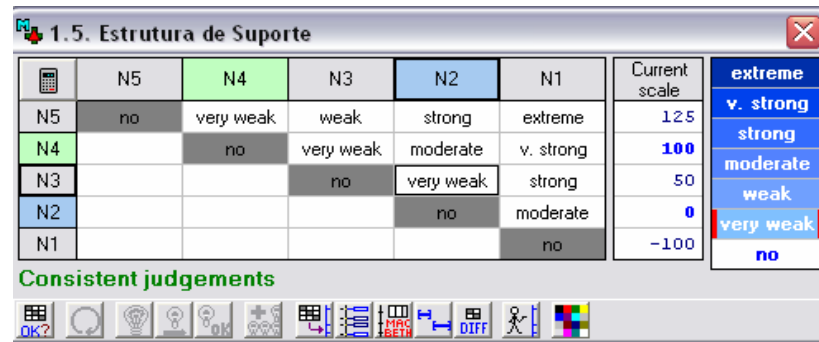 1.5. Estrutura de Suporte
N5 N4 N3 N2 N1 Current scale
N5 no very weak weak strong extreme 125
N4 no very weak moderate v. strong 100
N3 no very weak strong 50
N2 no moderate 0
N1 no -100
extreme
v. strong
strong
moderate
weak
very weak
no
Consistent judgements
OK? OK MAC BETH DIFF